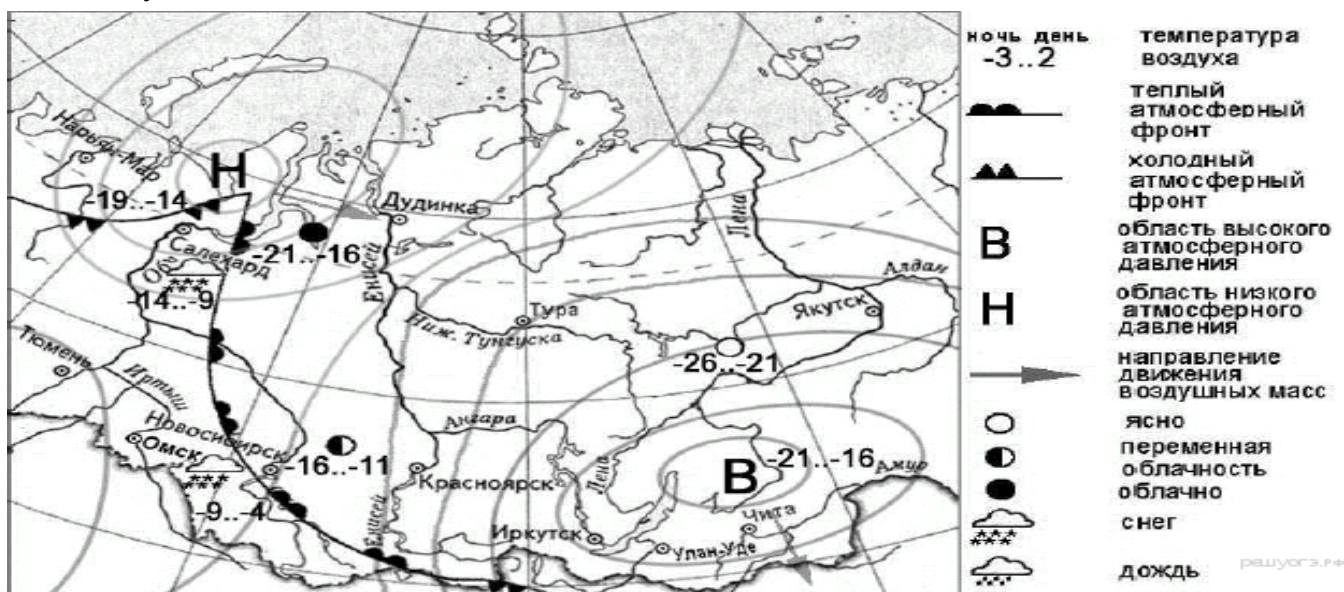 Нарьян-Мар
Н
-19..-14
Дудинка
Салехард
-21..-16
Обь
Енисей
-14..-9
Лена
Алдан
Тура
Якутск
Ниж. Тунгуска
Тюмень
Иртыш
-26..-21
Ангара
Новосибирск
Омск
-16..-11
Красноярск
Лена
В
-21..-16
Амур
-9..-4
Енисей
Иркутск
Чита
Улан-Уде
ночь день
-3..2
температура
воздуха
теплый
атмосферный
фронт
холодный
атмосферный
фронт
В
область высокого
атмосферного
давления
Н
область низкого
атмосферного
давления
направление
движения
воздушных масс
ясно
переменная
облачность
облачно
снег
дождь
решуогэ.рф